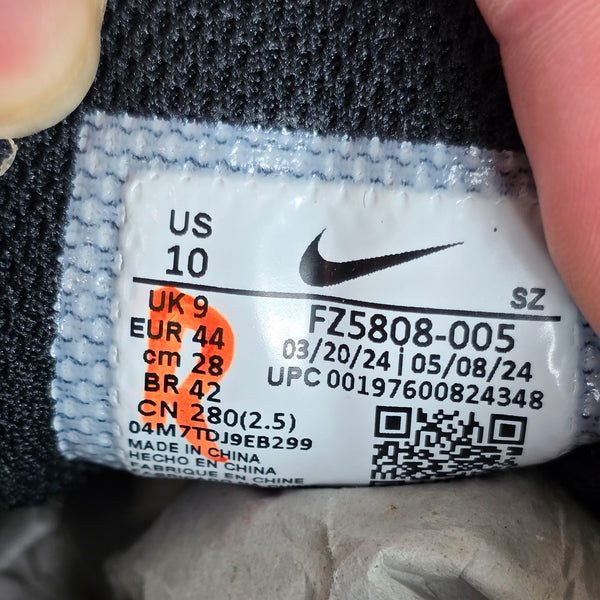 US
10
SZ
UK 9
EUR 44
cm 28
BR 42
CN 280(2.5)
R
FZ5808-005
03/20/24 | 05/08/24
UPC 00197600824348
04M7TDJ9EB299
MADE IN CHINA
HECHO EN CHINA
FABRIQUE EN CHINE